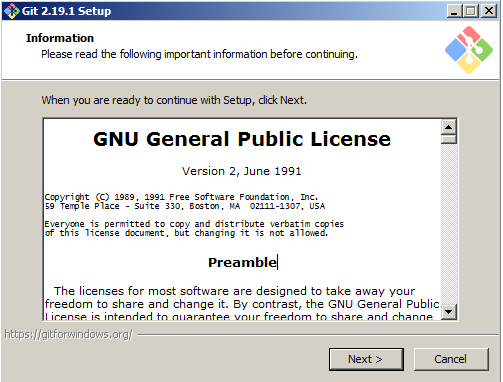 Git 2.19.1 Setup
Information
Please read the following important information before continuing.
When you are ready to continue with Setup, click Next.
GNU General Public License
Version 2, June 1991
Copyright (C) 1989, 1991 Free Software Foundation, Inc.
59 Temple Place - Suite 330, Boston, MA  02111-1307, USA
Everyone is permitted to copy and distribute verbatim copies
of this license document, but changing it is not allowed.
Preamble
The licenses for most software are designed to take away your
freedom to share and change it. By contrast, the GNU General Public
License is intended to guarantee your freedom to share and change
https://gitforwindows.org/
Next >
Cancel